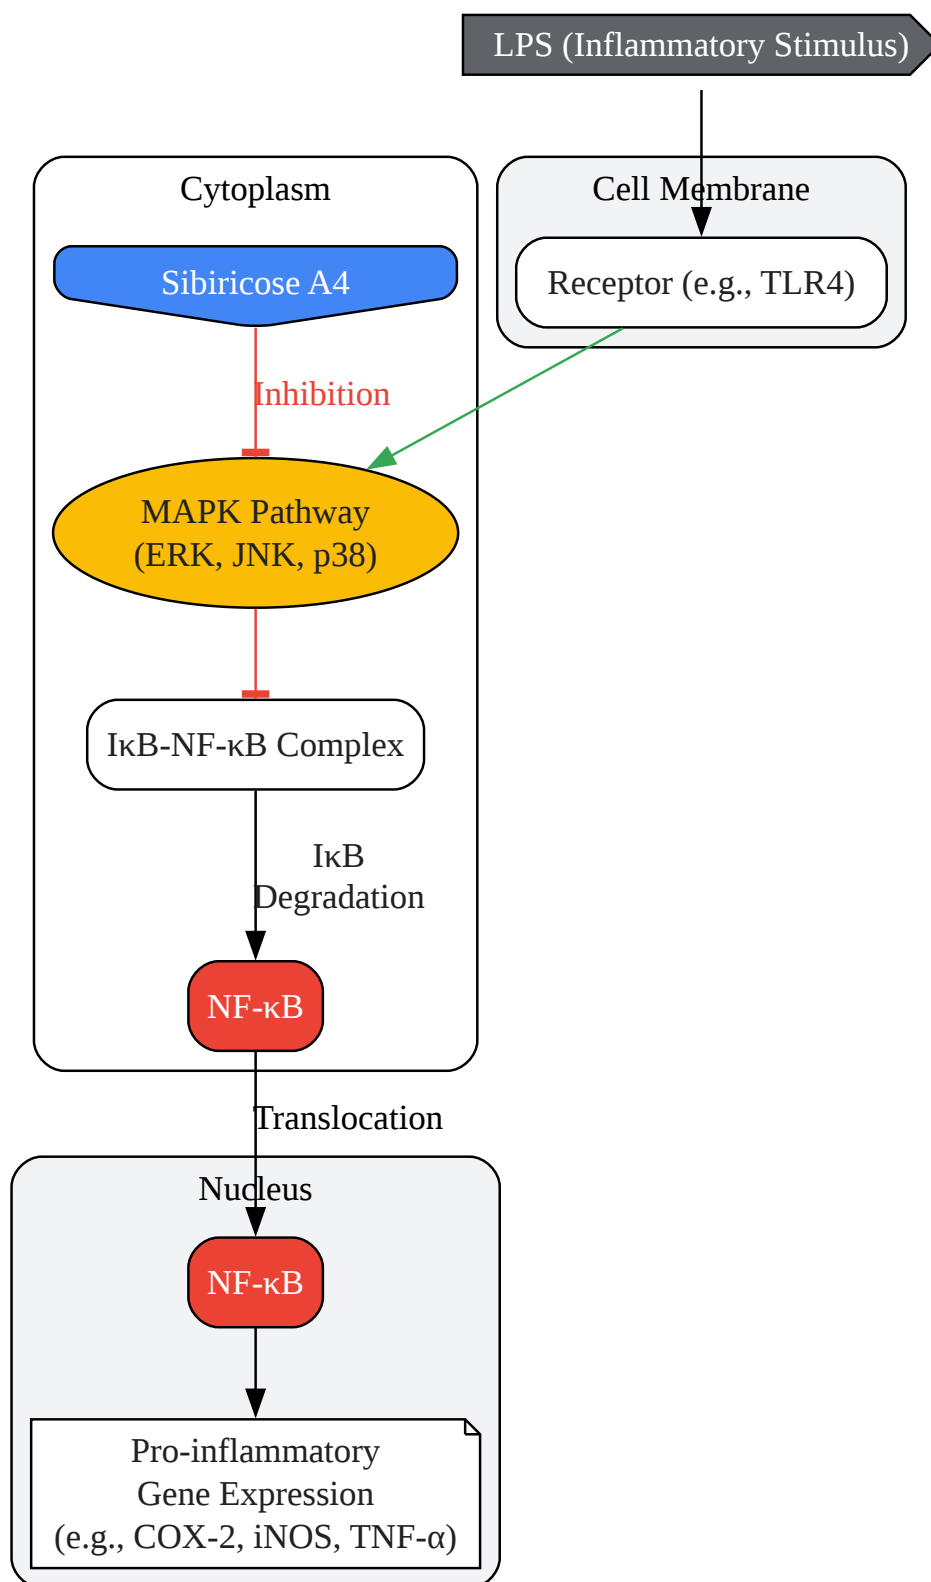 LPS (Inflammatory Stimulus)
Cytoplasm
Cell Membrane
Sibiricose A4
Receptor (e.g., TLR4)
Inhibition
MAPK Pathway
(ERK, JNK, p38)
IκB-NF-κB Complex
IκB
Degradation
NF-κB
Translocation
Nucleus
NF-κB
Pro-inflammatory
Gene Expression
(e.g., COX-2, iNOS, TNF-α)